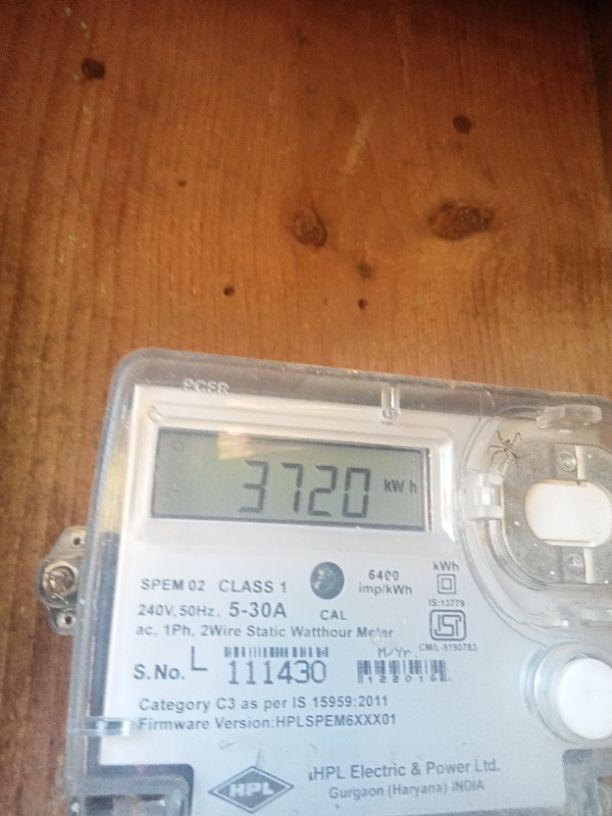 3720 kWh
SPEM 02 CLASS 1
6400 imp/kWh
kWh
240V,50Hz. 5-30A CAL
IS:13779
ac, 1Ph, 2Wire Static Watthour Meter
CM/L-9190783
S.No. L 111430
M/Yr.
122016
Category C3 as per IS 15959:2011
Firmware Version:HPLSPEM6XXX01
HPL
HPL Electric & Power Ltd.
Gurgaon (Haryana) INDIA